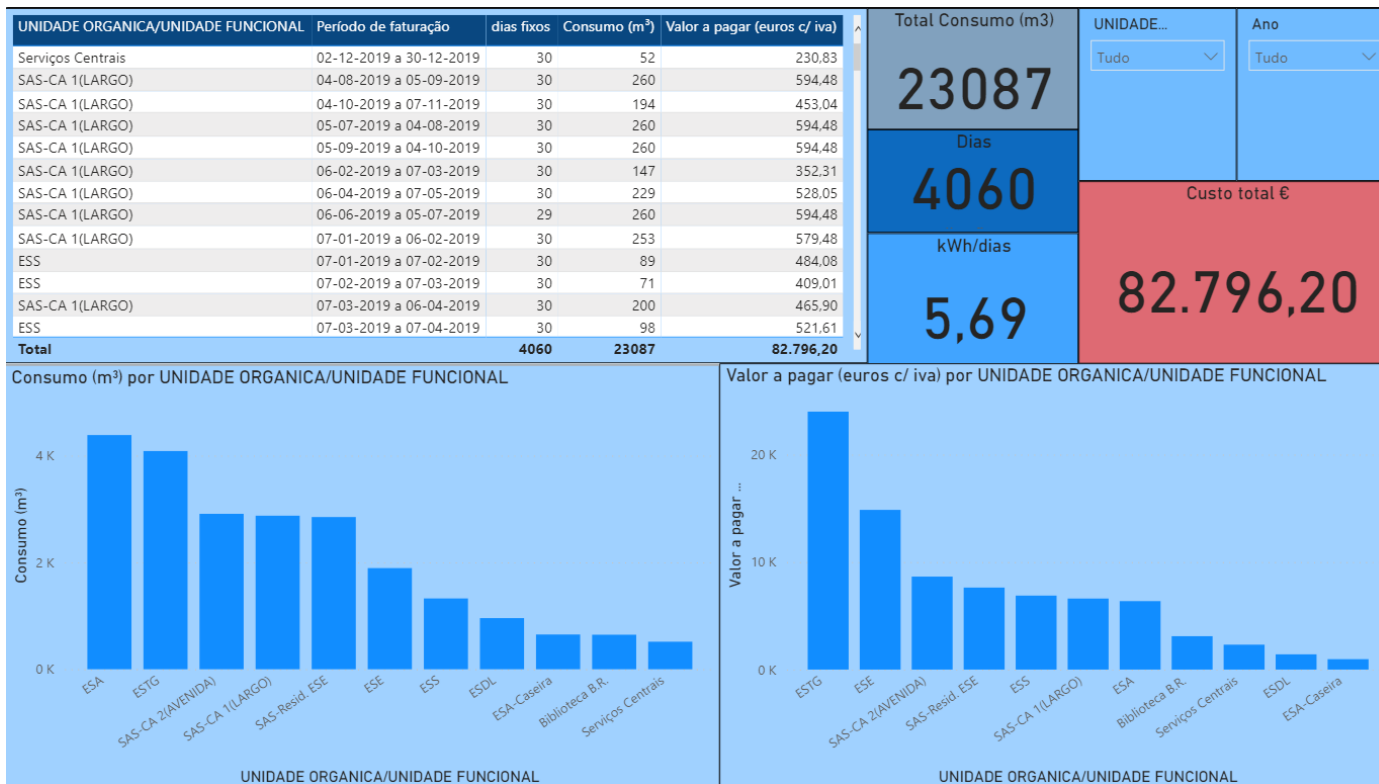 UNIDADE ORGANICA/UNIDADE FUNCIONAL Período de faturação dias fixos Consumo (m³) Valor a pagar (euros c/ iva)
Serviços Centrais 02-12-2019 a 30-12-2019 30 52 230,83
SAS-CA 1(LARGO) 04-08-2019 a 05-09-2019 30 260 594,48
SAS-CA 1(LARGO) 04-10-2019 a 07-11-2019 30 194 453,04
SAS-CA 1(LARGO) 05-07-2019 a 04-08-2019 30 260 594,48
SAS-CA 1(LARGO) 05-09-2019 a 04-10-2019 30 260 594,48
SAS-CA 1(LARGO) 06-02-2019 a 07-03-2019 30 147 352,31
SAS-CA 1(LARGO) 06-04-2019 a 07-05-2019 30 229 528,05
SAS-CA 1(LARGO) 06-06-2019 a 05-07-2019 29 260 594,48
SAS-CA 1(LARGO) 07-01-2019 a 06-02-2019 30 253 579,48
ESS 07-01-2019 a 07-02-2019 30 89 484,08
ESS 07-02-2019 a 07-03-2019 30 71 409,01
SAS-CA 1(LARGO) 07-03-2019 a 06-04-2019 30 200 465,90
ESS 07-03-2019 a 07-04-2019 30 98 521,61
Total 4060 23087 82.796,20
Total Consumo (m3)
23087
Dias
4060
kWh/dias
5,69
UNIDADE...
Tudo
Ano
Tudo
Custo total €
82.796,20
Consumo (m³) por UNIDADE ORGANICA/UNIDADE FUNCIONAL
Consumo (m³)
4 K
2 K
0 K
ESA
ESTG
SAS-CA 2(AVENIDA)
SAS-CA 1(LARGO)
SAS-Resid. ESE
ESE
ESS
ESDL
ESA-Caseira
Biblioteca B.R.
Serviços Centrais
UNIDADE ORGANICA/UNIDADE FUNCIONAL
Valor a pagar (euros c/ iva) por UNIDADE ORGANICA/UNIDADE FUNCIONAL
Valor a pagar ...
20 K
10 K
0 K
ESTG
ESE
SAS-CA 2(AVENIDA)
SAS-Resid. ESE
ESS
SAS-CA 1(LARGO)
ESA
Biblioteca B.R.
Serviços Centrais
ESDL
ESA-Caseira
UNIDADE ORGANICA/UNIDADE FUNCIONAL